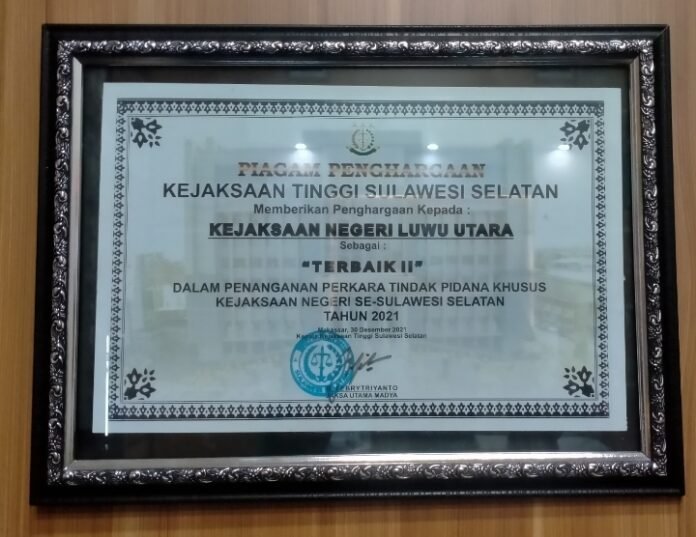 PIAGAM PENGHARGAAN
KEJAKSAAN TINGGI SULAWESI SELATAN
Memberikan Penghargaan Kepada :
KEJAKSAAN NEGERI LUWU UTARA
Sebagai :
"TERBAIK II"
DALAM PENANGANAN PERKARA TINDAK PIDANA KHUSUS
KEJAKSAAN NEGERI SE-SULAWESI SELATAN
TAHUN 2021
Makassar, 30 Desember 2021
Kepala Kejaksaan Tinggi Sulawesi Selatan
UTAMA MADYA